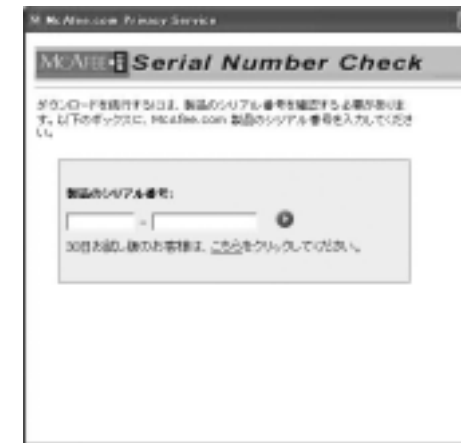 McAfee.com Privacy Service
McAFEE Serial Number Check
ダウンロードを続行するには、製品のシリアル番号を確認する必要がありま
す。以下のボックスに、McAfee.com 製品のシリアル番号を入力してくださ
い。
製品のシリアル番号:
-
30日お試し後のお客様は、こちらをクリックしてください。